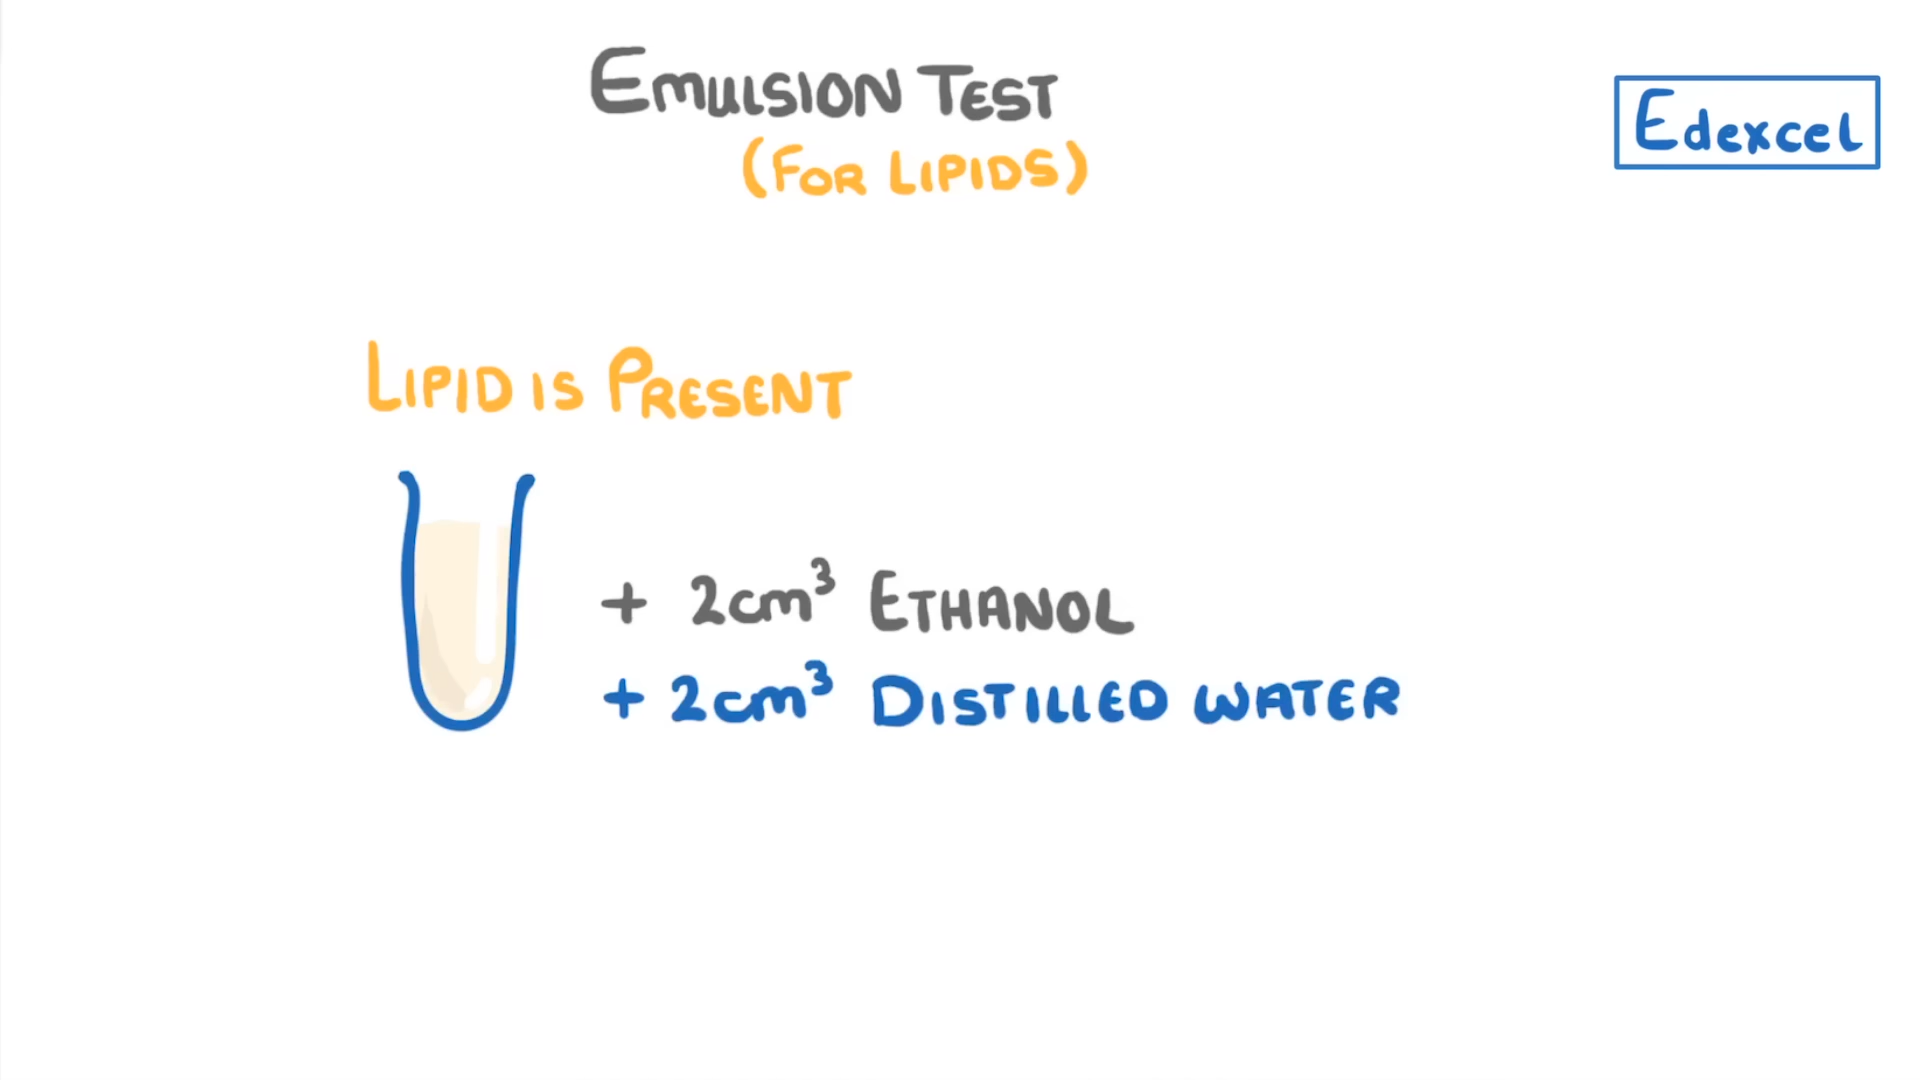 Emulsion Test
(For Lipids)
Edexcel
Lipid is Present
+ 2cm³ Ethanol
+ 2cm³ Distilled water